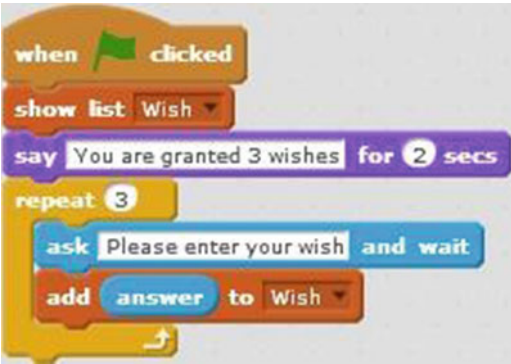 when clicked
show list Wish
say You are granted 3 wishes for 2 secs
repeat 3
ask Please enter your wish and wait
add answer to Wish